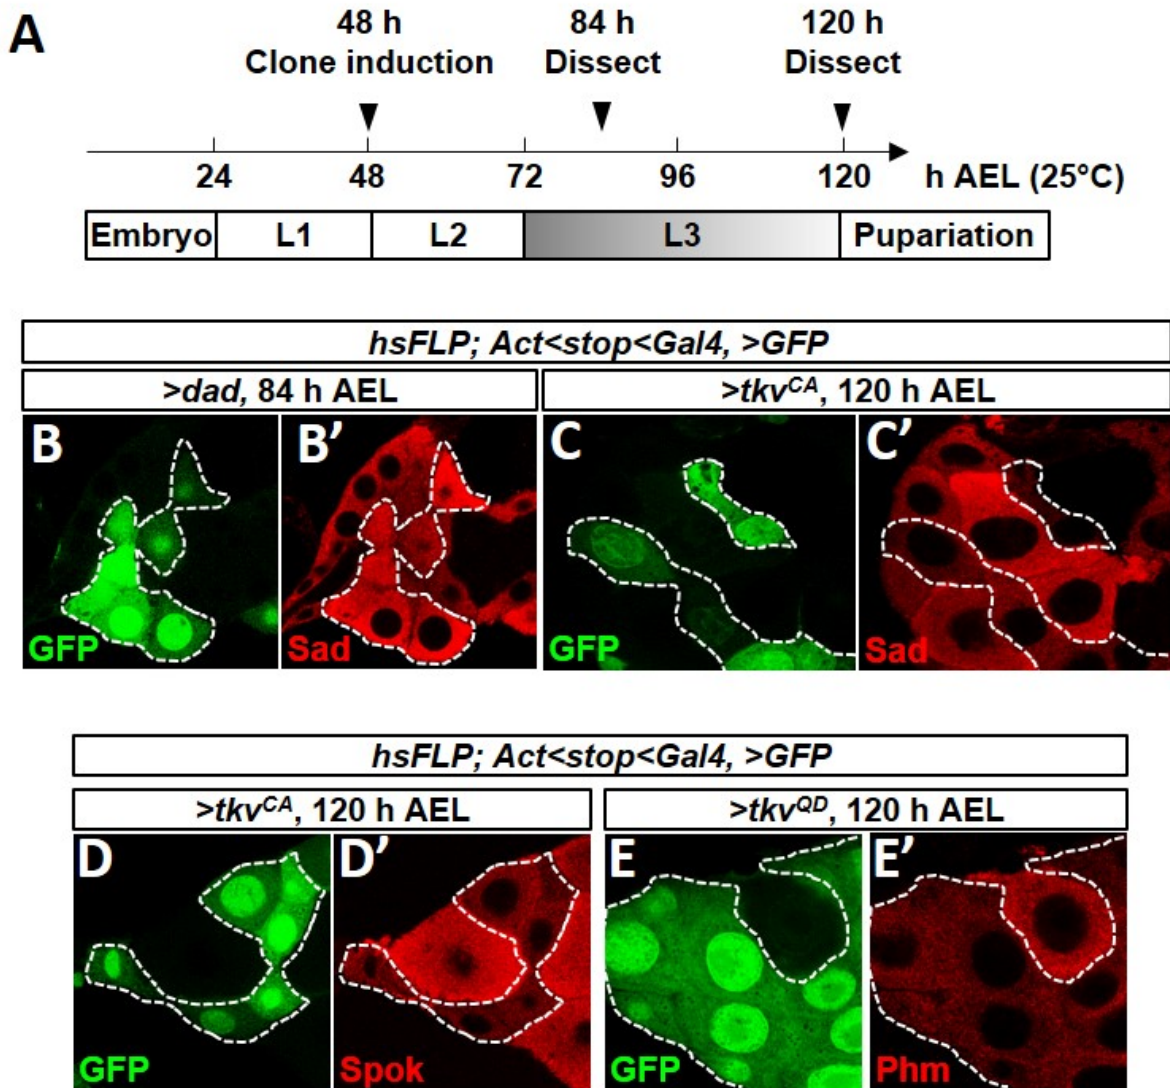 A
48 h
Clone induction
84 h
Dissect
120 h
Dissect
24 48 72 96 120 h AEL (25°C)
Embryo L1 L2 L3 Pupariation
hsFLP; Act<stop<Gal4, >GFP
>dad, 84 h AEL >tkvCA, 120 h AEL
B B’ C C’
GFP Sad GFP Sad
hsFLP; Act<stop<Gal4, >GFP
>tkvCA, 120 h AEL >tkvQD, 120 h AEL
D D’ E E’
GFP Spok GFP Phm